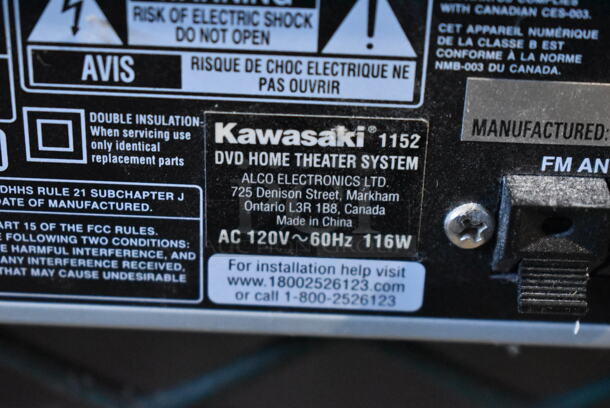 WARNING
RISK OF ELECTRIC SHOCK
DO NOT OPEN
AVIS
RISQUE DE CHOC ELECTRIQUE NE
PAS OUVRIR
WITH CANADIAN CES-003.
CET APPAREIL NUMÉRIQUE
DE LA CLASSE B EST
CONFORME À LA NORME
NMB-003 DU CANADA.
DOUBLE INSULATION-
When servicing use
only identical
replacement parts
DHHS RULE 21 SUBCHAPTER J
DATE OF MANUFACTURED.
ART 15 OF THE FCC RULES.
FOLLOWING TWO CONDITIONS:
HARMFUL INTERFERENCE, AND
ANY INTERFERENCE RECEIVED,
MAY CAUSE UNDESIRABLE
Kawasaki® 1152
DVD HOME THEATER SYSTEM
ALCO ELECTRONICS LTD.
725 Denison Street, Markham
Ontario L3R 1B8, Canada
Made in China
AC 120V~60Hz 116W
For installation help visit
www.18002526123.com
or call 1-800-2526123
MANUFACTURED:
FM AN